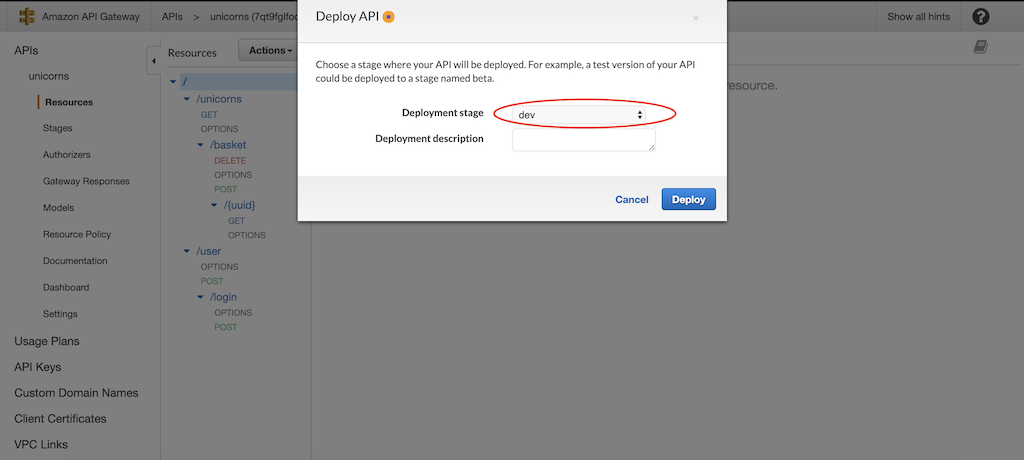 Amazon API Gateway
APIs > unicorns (7qt9fglfoc
Show all hints
?
APIs
unicorns
Resources
Stages
Authorizers
Gateway Responses
Models
Resource Policy
Documentation
Dashboard
Settings
Usage Plans
API Keys
Custom Domain Names
Client Certificates
VPC Links
Resources
Actions
/
/unicorns
GET
OPTIONS
/basket
DELETE
OPTIONS
POST
/{uuid}
GET
OPTIONS
/user
OPTIONS
POST
/login
OPTIONS
POST
Deploy API
×
Choose a stage where your API will be deployed. For example, a test version of your API
could be deployed to a stage named beta.
Deployment stage
dev
Deployment description
Cancel
Deploy
resource.